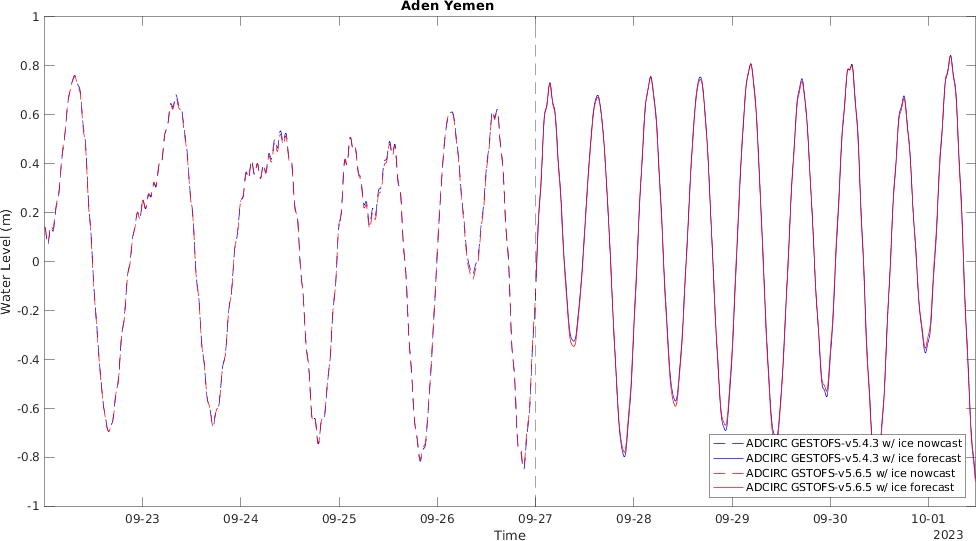 Aden Yemen
1
0.8
0.6
0.4
0.2
0
-0.2
-0.4
-0.6
-0.8
-1
Water Level (m)
ADCIRC GESTOFS-v5.4.3 w/ ice nowcast
ADCIRC GESTOFS-v5.4.3 w/ ice forecast
ADCIRC GSTOFS-v5.6.5 w/ ice nowcast
ADCIRC GSTOFS-v5.6.5 w/ ice forecast
09-23 09-24 09-25 09-26 09-27 09-28 09-29 09-30 10-01
Time
2023